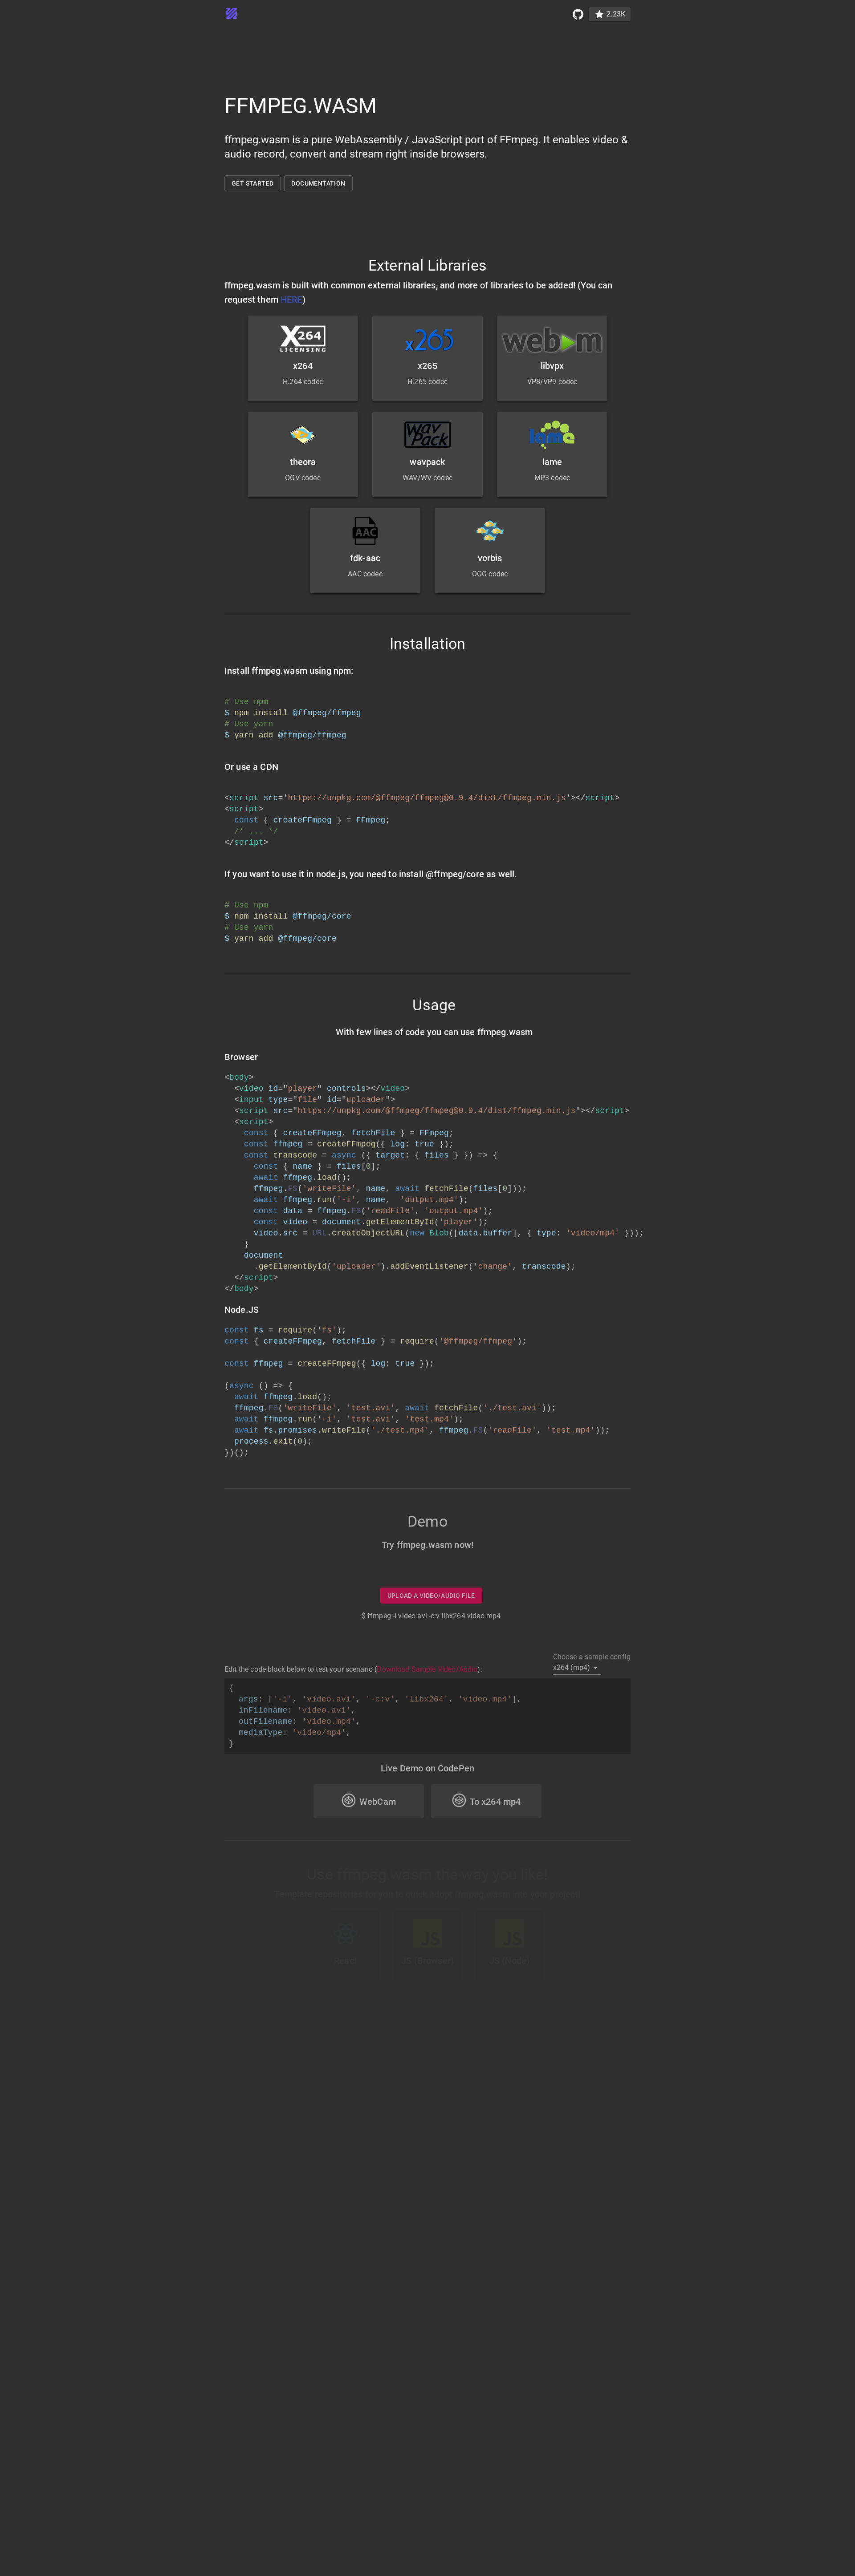 2.23K
FFMPEG.WASM
ffmpeg.wasm is a pure WebAssembly / JavaScript port of FFmpeg. It enables video &
audio record, convert and stream right inside browsers.
GET STARTED
DOCUMENTATION
External Libraries
ffmpeg.wasm is built with common external libraries, and more of libraries to be added! (You can
request them HERE)
X264
LICENSING
x264
H.264 codec
x265
x265
H.265 codec
webm
libvpx
VP8/VP9 codec
theora
OGV codec
Wav
Pack
wavpack
WAV/WV codec
lame
lame
MP3 codec
AAC
fdk-aac
AAC codec
vorbis
OGG codec
Installation
Install ffmpeg.wasm using npm:
# Use npm
$ npm install @ffmpeg/ffmpeg
# Use yarn
$ yarn add @ffmpeg/ffmpeg
Or use a CDN
<script src='https://unpkg.com/@ffmpeg/ffmpeg@0.9.4/dist/ffmpeg.min.js'></script>
<script>
  const { createFFmpeg } = FFmpeg;
  /* ... */
</script>
If you want to use it in node.js, you need to install @ffmpeg/core as well.
# Use npm
$ npm install @ffmpeg/core
# Use yarn
$ yarn add @ffmpeg/core
Usage
With few lines of code you can use ffmpeg.wasm
Browser
<body>
  <video id="player" controls></video>
  <input type="file" id="uploader">
  <script src="https://unpkg.com/@ffmpeg/ffmpeg@0.9.4/dist/ffmpeg.min.js"></script>
  <script>
    const { createFFmpeg, fetchFile } = FFmpeg;
    const ffmpeg = createFFmpeg({ log: true });
    const transcode = async ({ target: { files } }) => {
      const { name } = files[0];
      await ffmpeg.load();
      ffmpeg.FS('writeFile', name, await fetchFile(files[0]));
      await ffmpeg.run('-i', name,  'output.mp4');
      const data = ffmpeg.FS('readFile', 'output.mp4');
      const video = document.getElementById('player');
      video.src = URL.createObjectURL(new Blob([data.buffer], { type: 'video/mp4' }));
    }
    document
      .getElementById('uploader').addEventListener('change', transcode);
  </script>
</body>
Node.JS
const fs = require('fs');
const { createFFmpeg, fetchFile } = require('@ffmpeg/ffmpeg');
const ffmpeg = createFFmpeg({ log: true });
(async () => {
  await ffmpeg.load();
  ffmpeg.FS('writeFile', 'test.avi', await fetchFile('./test.avi'));
  await ffmpeg.run('-i', 'test.avi', 'test.mp4');
  await fs.promises.writeFile('./test.mp4', ffmpeg.FS('readFile', 'test.mp4'));
  process.exit(0);
})();
Demo
Try ffmpeg.wasm now!
UPLOAD A VIDEO/AUDIO FILE
$ ffmpeg -i video.avi -c:v libx264 video.mp4
Choose a sample config
x264 (mp4)
Edit the code block below to test your scenario (Download Sample Video/Audio):
{
  args: ['-i', 'video.avi', '-c:v', 'libx264', 'video.mp4'],
  inFilename: 'video.avi',
  outFilename: 'video.mp4',
  mediaType: 'video/mp4',
}
Live Demo on CodePen
WebCam
To x264 mp4
JS
JS